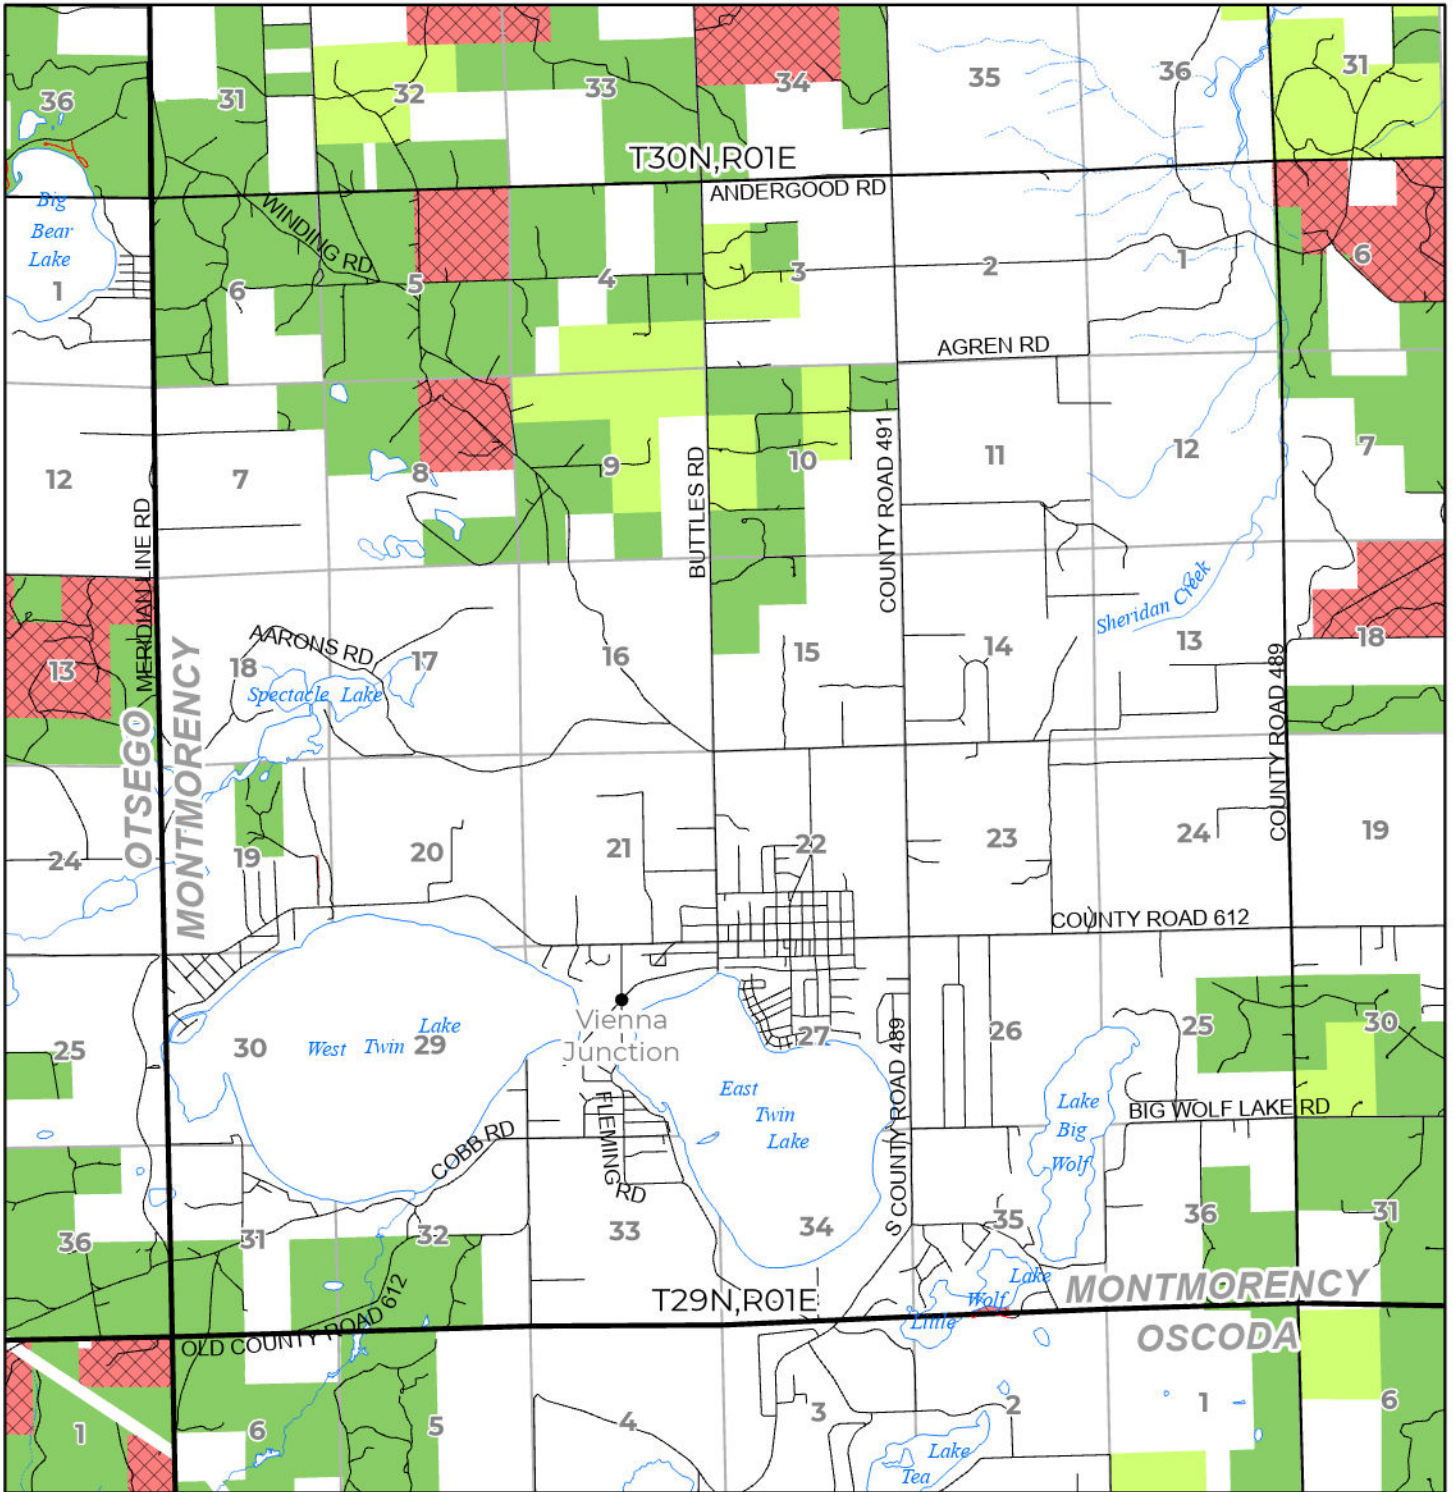 36
31
32
33
34
35
36
31
T30N,R01E
ANDERGOOD RD
Big
Bear
Lake
1
WINDING RD
6
5
4
3
2
1
6
AGREN RD
12
7
8
9
10
11
12
7
MERIDIAN LINE RD
BUTTLES RD
COUNTY ROAD 491
Sheridan Creek
13
18
AARONS RD
17
16
15
14
13
18
Spectacle Lake
COUNTY ROAD 489
OTSEGO
MONTMORENCY
24
19
20
21
22
23
24
19
COUNTY ROAD 612
Vienna
Junction
25
30
West Twin Lake
29
27
26
25
30
S COUNTY ROAD 489
East
Twin
Lake
Lake
Big
Wolf
BIG WOLF LAKE RD
FLEMING RD
COBB RD
36
31
32
33
34
35
36
31
T29N,R01E
Lake
Wolf
Little
MONTMORENCY
OSCODA
OLD COUNTY ROAD 612
1
6
5
4
3
2
1
6
Lake
Tea